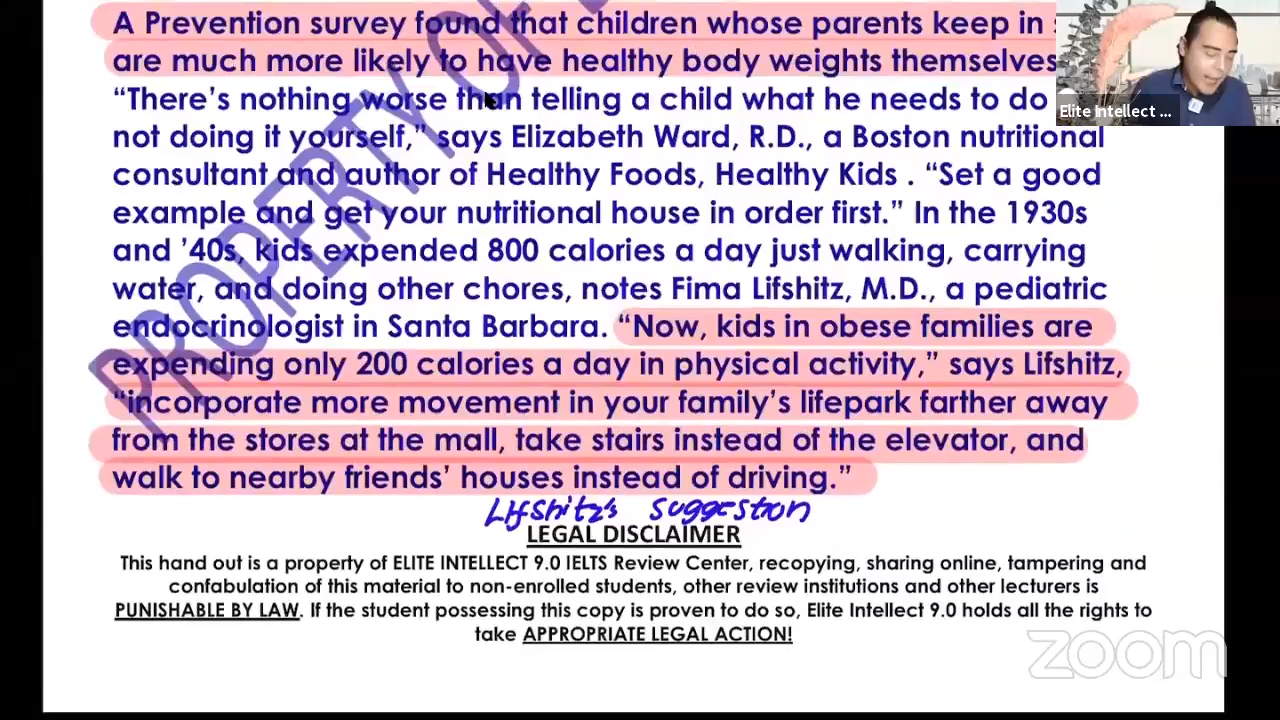 A Prevention survey found that children whose parents keep in
are much more likely to have healthy body weights themselves
“There’s nothing worse than telling a child what he needs to do
not doing it yourself,” says Elizabeth Ward, R.D., a Boston nutritional
consultant and author of Healthy Foods, Healthy Kids . “Set a good
example and get your nutritional house in order first.” In the 1930s
and ’40s, kids expended 800 calories a day just walking, carrying
water, and doing other chores, notes Fima Lifshitz, M.D., a pediatric
endocrinologist in Santa Barbara. “Now, kids in obese families are
expending only 200 calories a day in physical activity,” says Lifshitz,
“incorporate more movement in your family’s lifepark farther away
from the stores at the mall, take stairs instead of the elevator, and
walk to nearby friends’ houses instead of driving.”
Lifshitz's suggestion
LEGAL DISCLAIMER
This hand out is a property of ELITE INTELLECT 9.0 IELTS Review Center, recopying, sharing online, tampering and
confabulation of this material to non-enrolled students, other review institutions and other lecturers is
PUNISHABLE BY LAW. If the student possessing this copy is proven to do so, Elite Intellect 9.0 holds all the rights to
take APPROPRIATE LEGAL ACTION!
PROPERTY OF
Elite Intellect ...
zoom